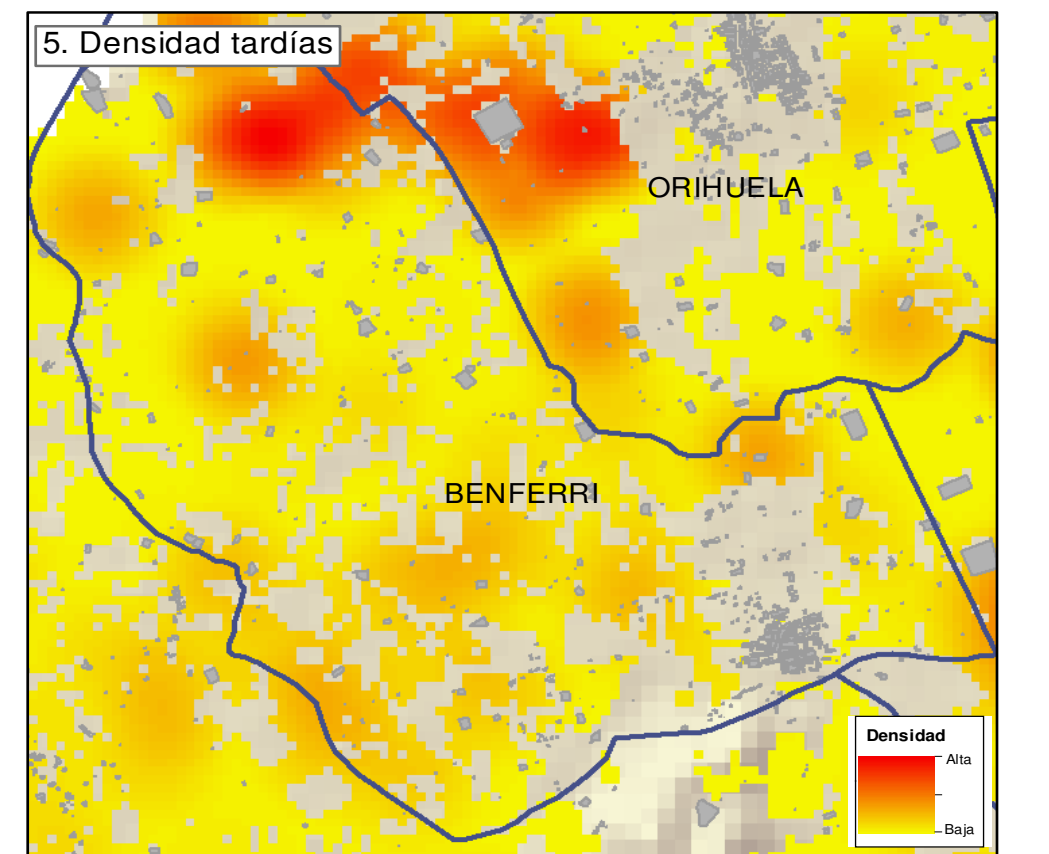 5. Densidad tardías
ORIHUELA
BENFERRI
Densidad
Alta
Baja